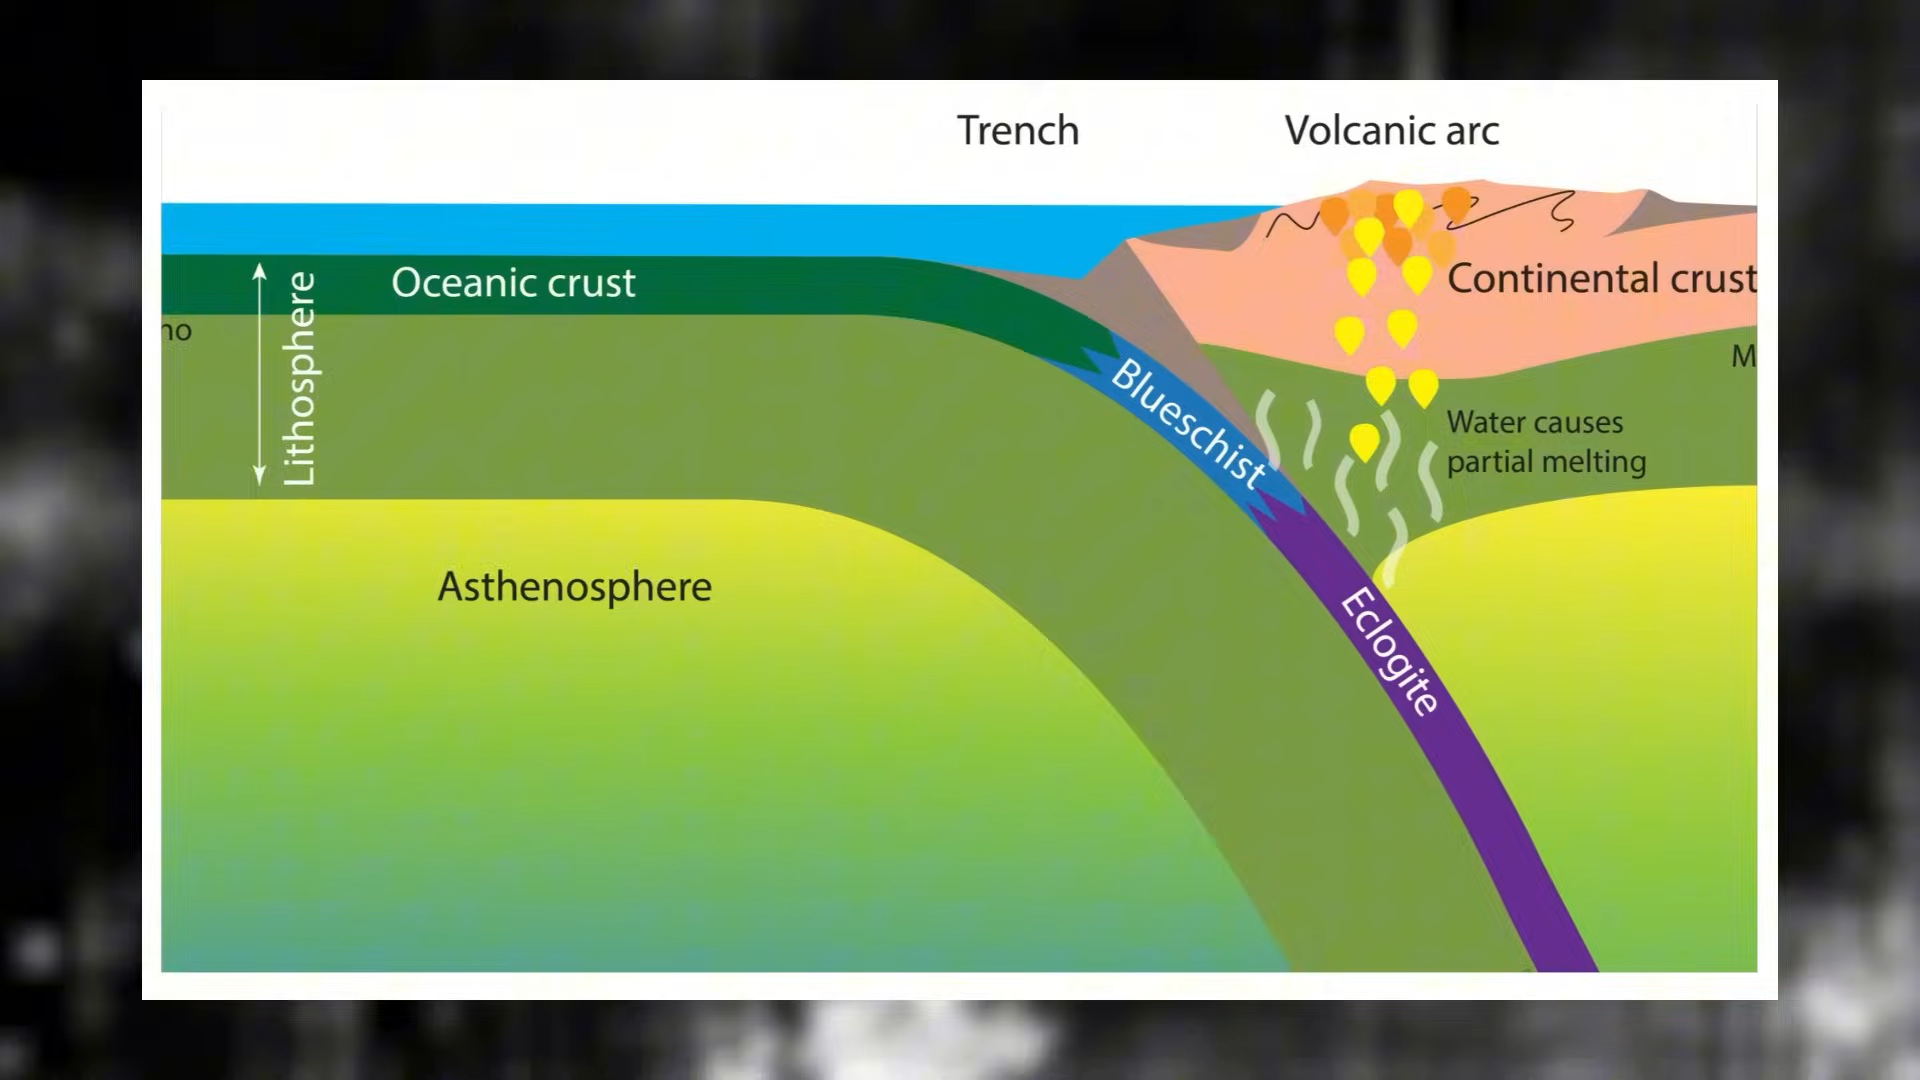 Trench
Volcanic arc
Oceanic crust
Lithosphere
Continental crust
Blueschist
Water causes
partial melting
Asthenosphere
Eclogite